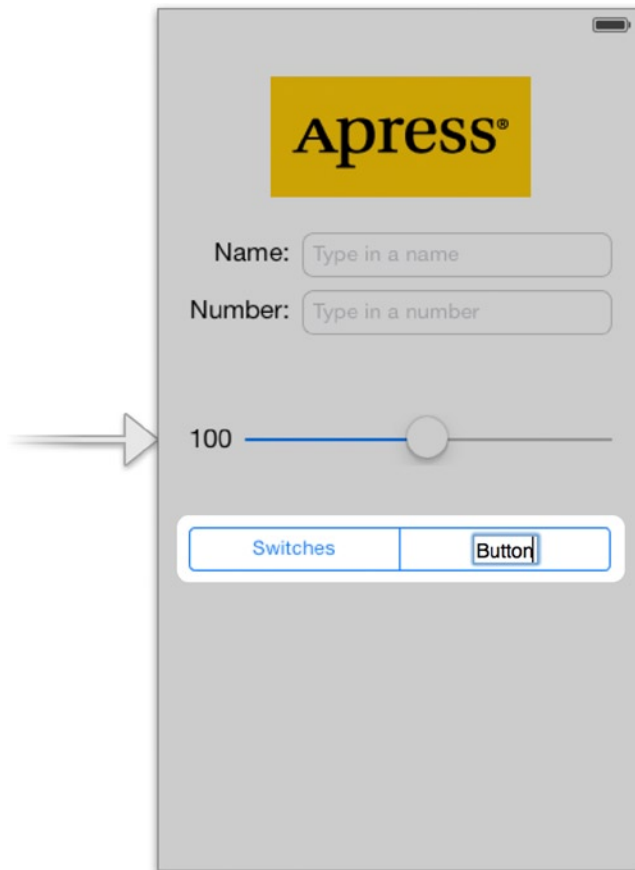 Apress®
Name: Type in a name
Number: Type in a number
100
Switches Button